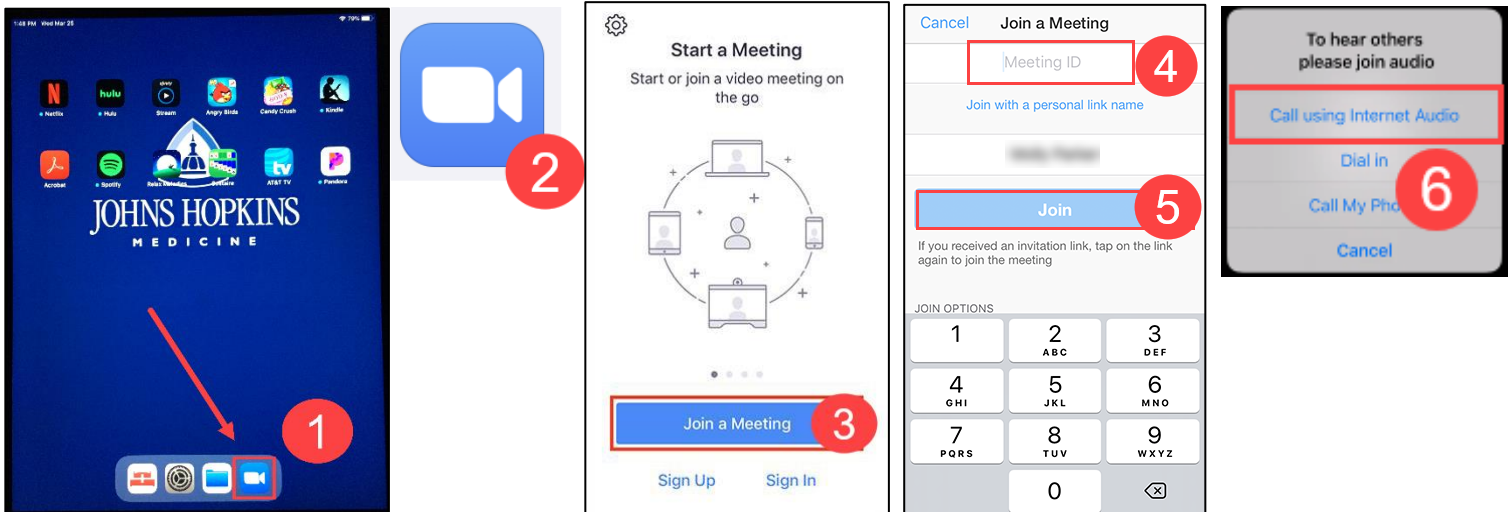 1:48 PM Wed Mar 25
79%
Netflix
hulu
Hulu
Stream
Angry Birds
Candy Crush
kindle
Kindle
Acrobat
Spotify
Relax Melodies
Solitaire
tv
AT&T TV
Pandora
JOHNS HOPKINS
MEDICINE
1
2
Start a Meeting
Start or join a video meeting on
the go
Join a Meeting
3
Sign Up
Sign In
Cancel
Join a Meeting
Meeting ID
4
Join with a personal link name
Join
5
If you received an invitation link, tap on the link
again to join the meeting
JOIN OPTIONS
1
2
ABC
3
DEF
4
GHI
5
JKL
6
MNO
7
PQRS
8
TUV
9
WXYZ
0
To hear others
please join audio
Call using Internet Audio
Dial in
Call My Pho
6
Cancel